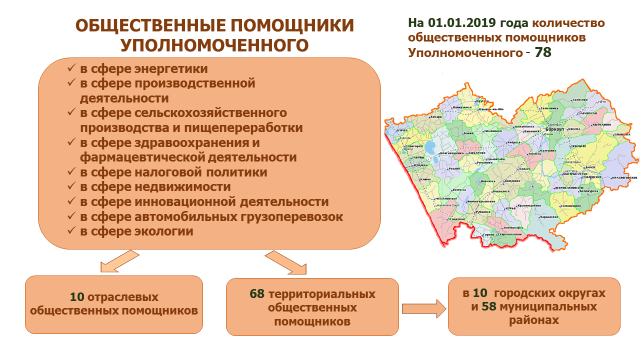 ОБЩЕСТВЕННЫЕ ПОМОЩНИКИ
УПОЛНОМОЧЕННОГО
На 01.01.2019 года количество
общественных помощников
Уполномоченного - 78
✓ в сфере энергетики
✓ в сфере производственной
деятельности
✓ в сфере сельскохозяйственного
производства и пищепереработки
✓ в сфере здравоохранения и
фармацевтической деятельности
✓ в сфере налоговой политики
✓ в сфере недвижимости
✓ в сфере инновационной деятельности
✓ в сфере автомобильных грузоперевозок
✓ в сфере экологии
Барнаул
10 отраслевых
общественных помощников
68 территориальных
общественных
помощников
в 10 городских округах
и 58 муниципальных
районах